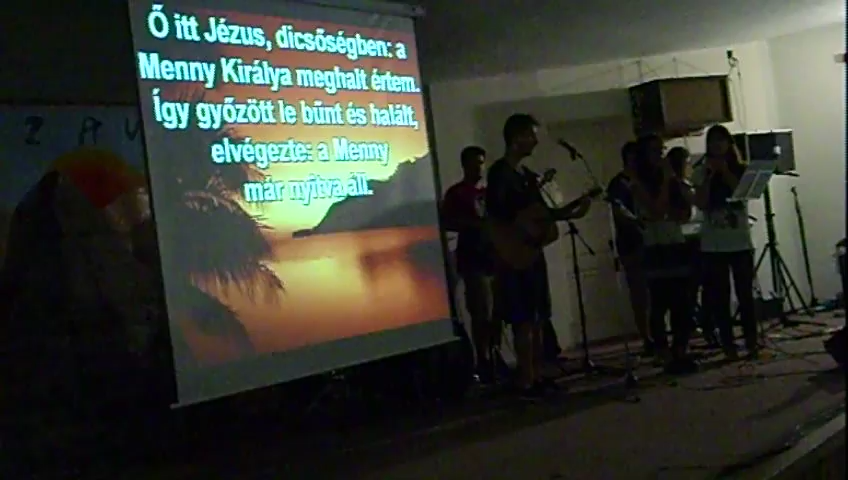 Ő itt Jézus, dicsőségben: a
Menny Királya meghalt értem.
Így győzött le bűnt és halált,
elvégezte: a Menny
már nyitva áll.